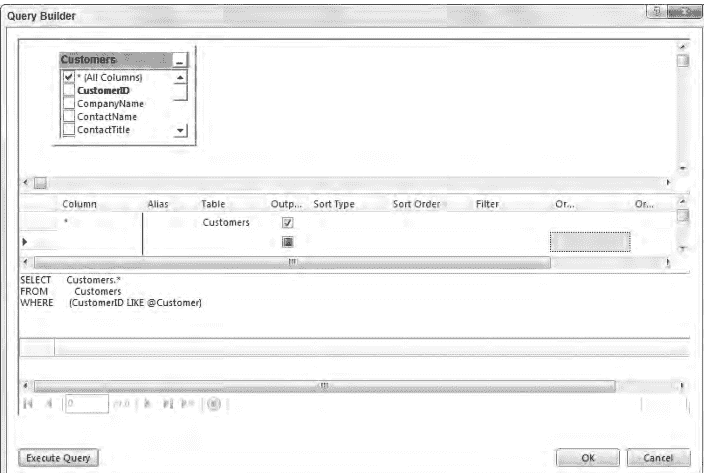 Query Builder
Customers
* (All Columns)
CustomerID
CompanyName
ContactName
ContactTitle
Column Alias Table Outp... Sort Type Sort Order Filter Or... Or...
* Customers
SELECT Customers.*
FROM Customers
WHERE (CustomerID LIKE @Customer)
0
Execute Query OK Cancel